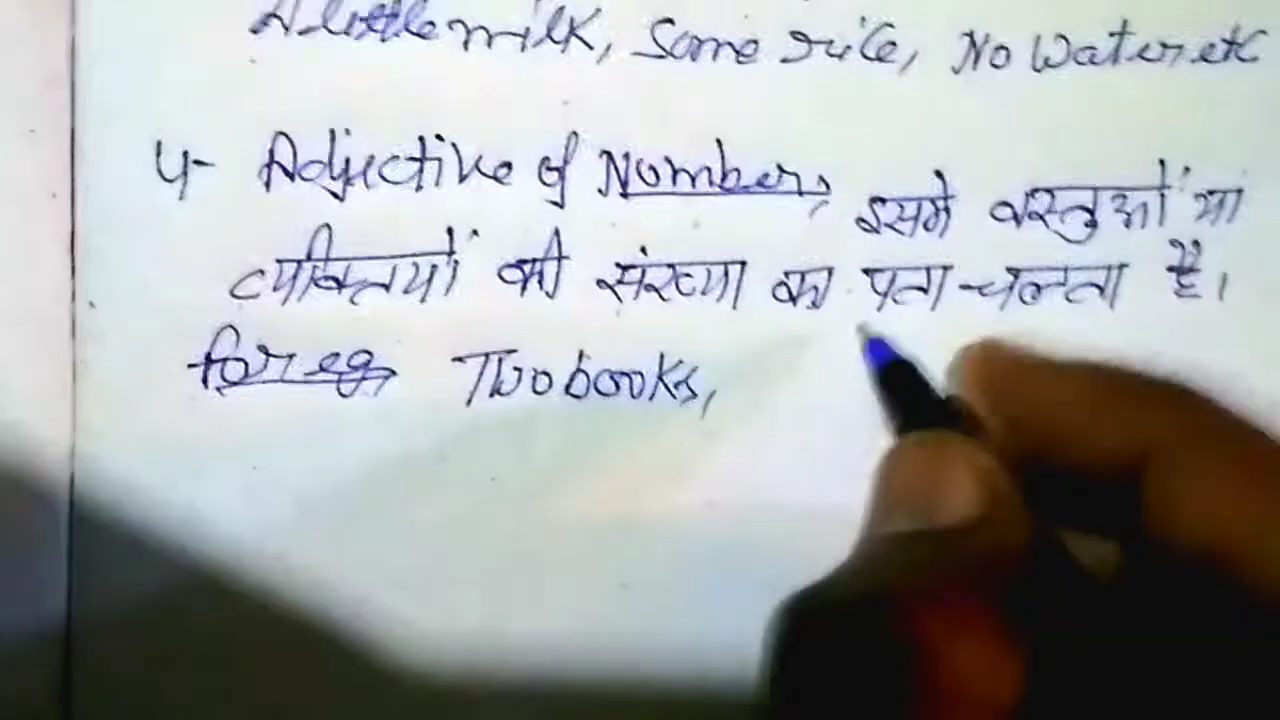 A little milk, Some rice, No Water etc
4- Adjective of Number, इसमे वस्तुओं या
व्यक्तियों की संख्या का पता चलता है।
for eg, Two books,